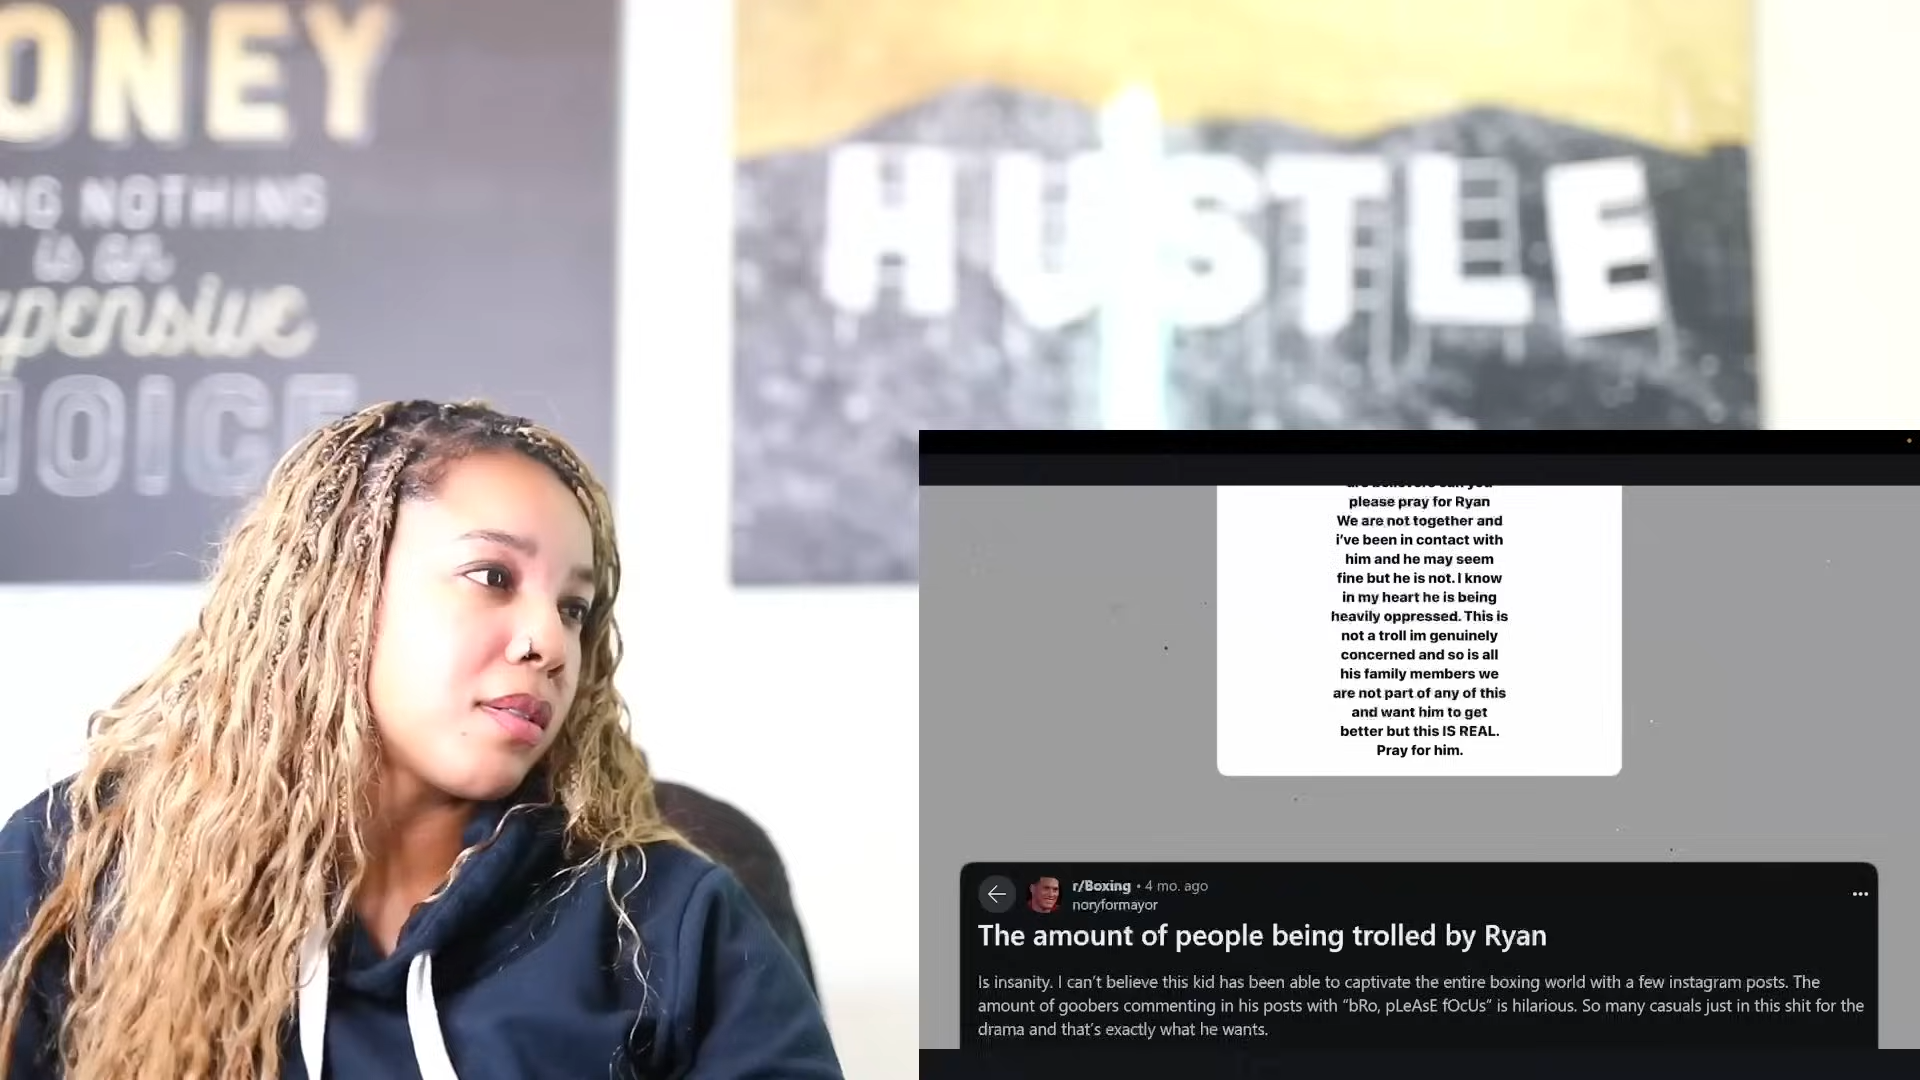 ONEY
NG NOTHING
is an
xpensive
HOICE
HUSTLE
please pray for Ryan
We are not together and
i've been in contact with
him and he may seem
fine but he is not. I know
in my heart he is being
heavily oppressed. This is
not a troll im genuinely
concerned and so is all
his family members we
are not part of any of this
and want him to get
better but this IS REAL.
Pray for him.
r/Boxing • 4 mo. ago
noryformayor
The amount of people being trolled by Ryan
Is insanity. I can't believe this kid has been able to captivate the entire boxing world with a few instagram posts. The
amount of goobers commenting in his posts with "bRo, pLeAsE fOcUs" is hilarious. So many casuals just in this shit for the
drama and that's exactly what he wants.